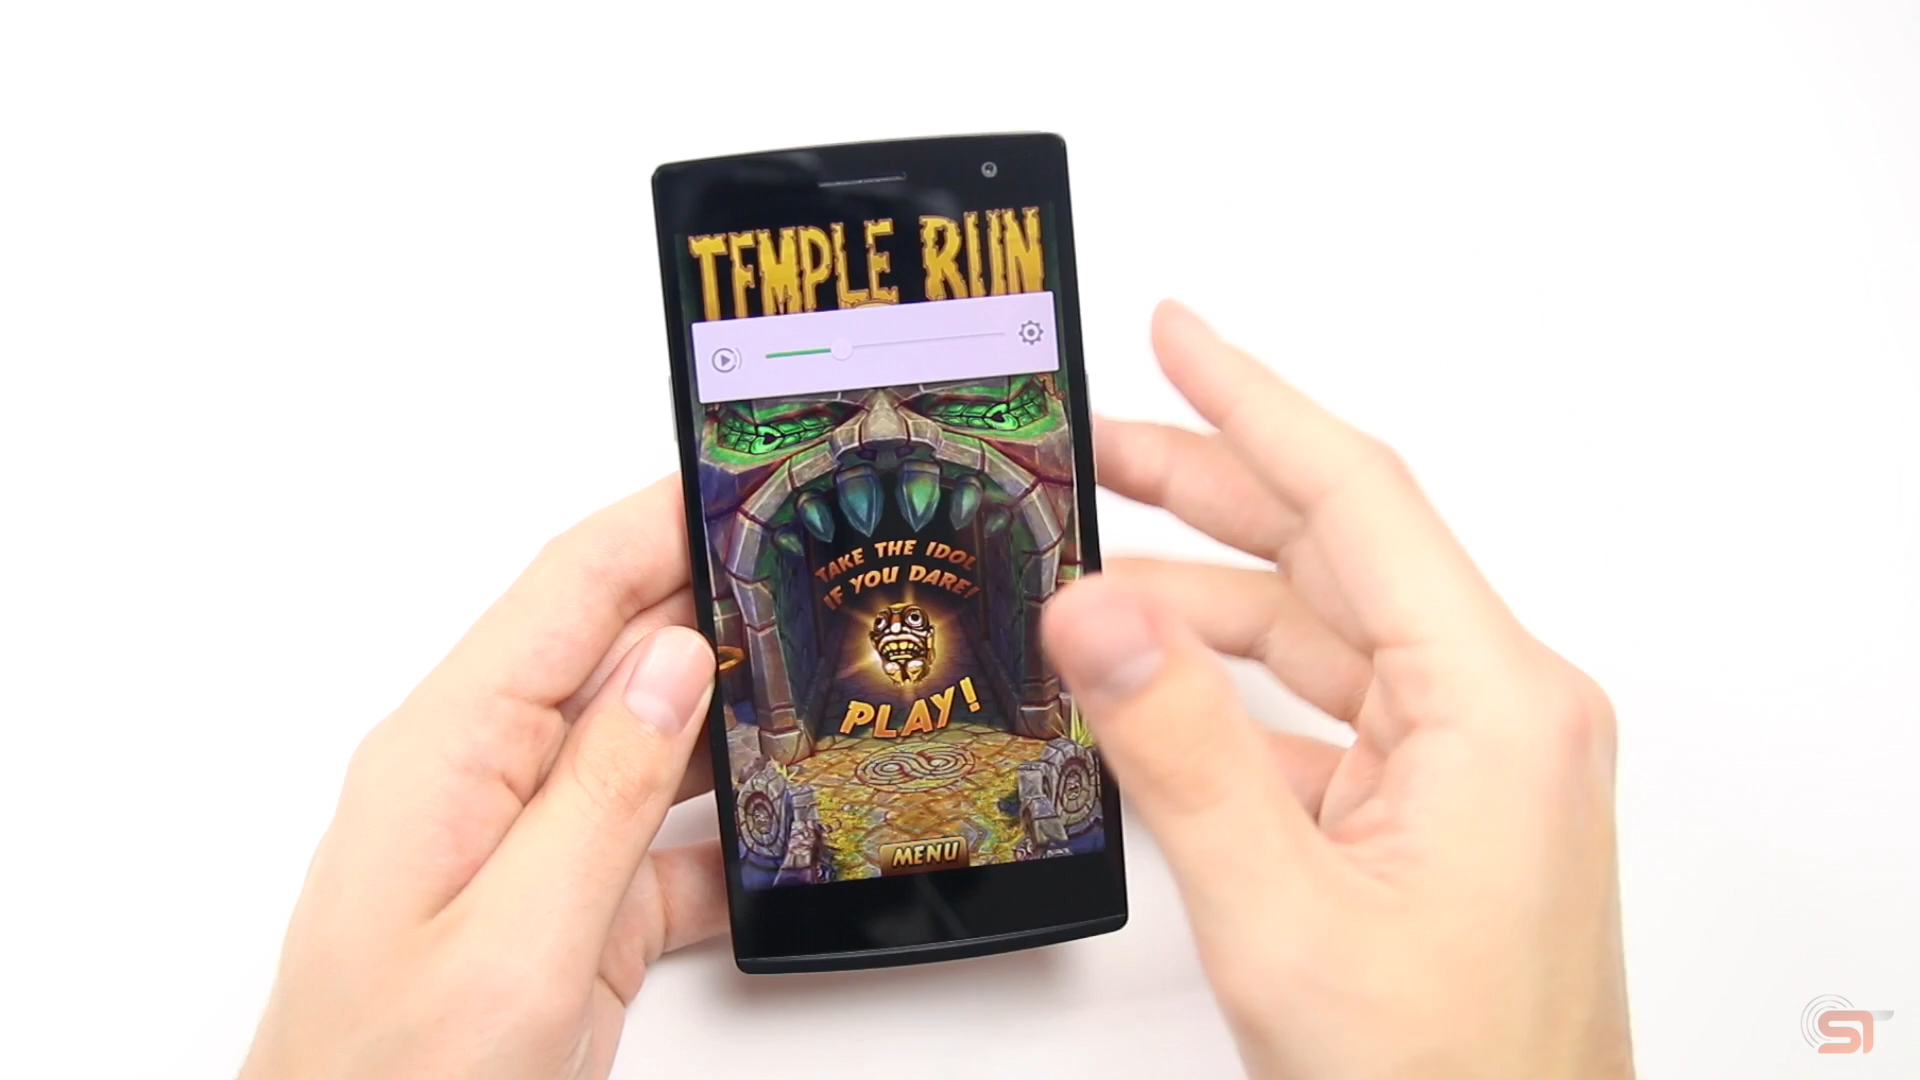 TEMPLE RUN
TAKE THE IDOL
IF YOU DARE!
PLAY!
MENU
ST